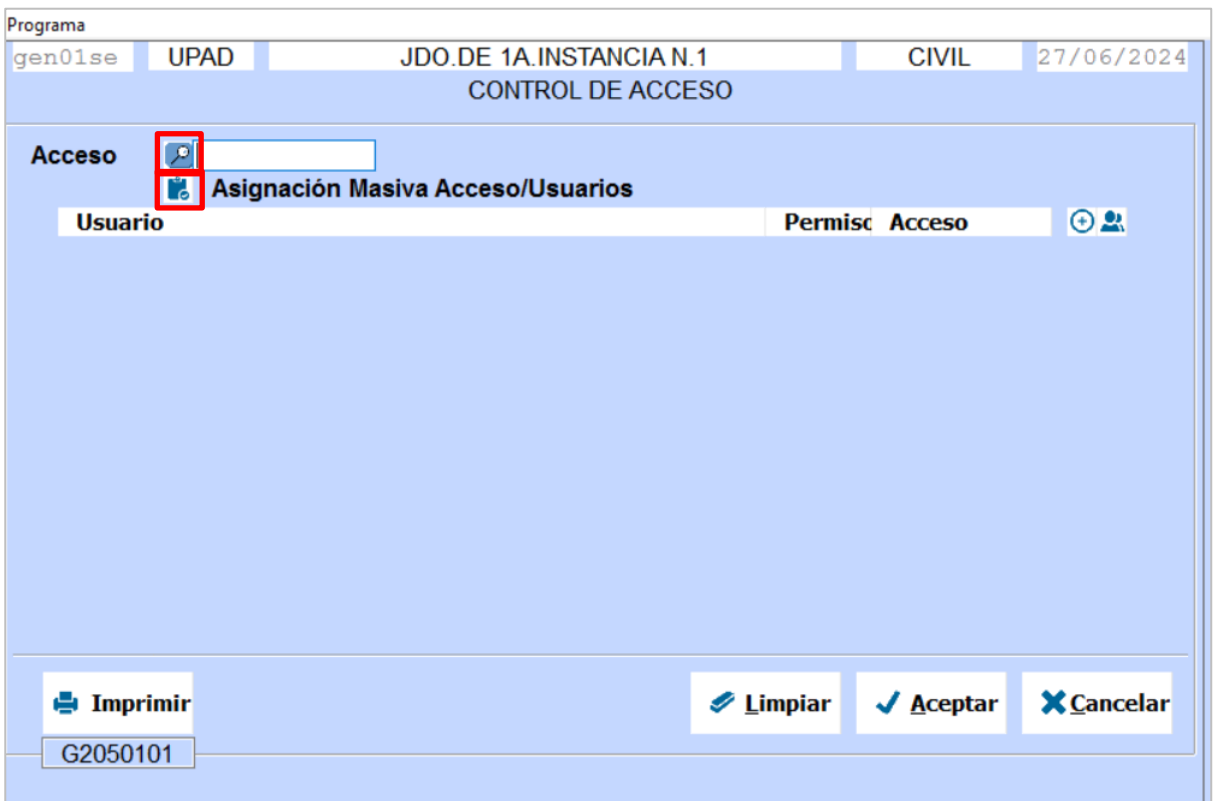 Programa
gen01se UPAD JDO.DE 1A.INSTANCIA N.1 CIVIL 27/06/2024
CONTROL DE ACCESO
Acceso
Asignación Masiva Acceso/Usuarios
Usuario Permiso Acceso
Imprimir Limpiar Aceptar Cancelar
G2050101